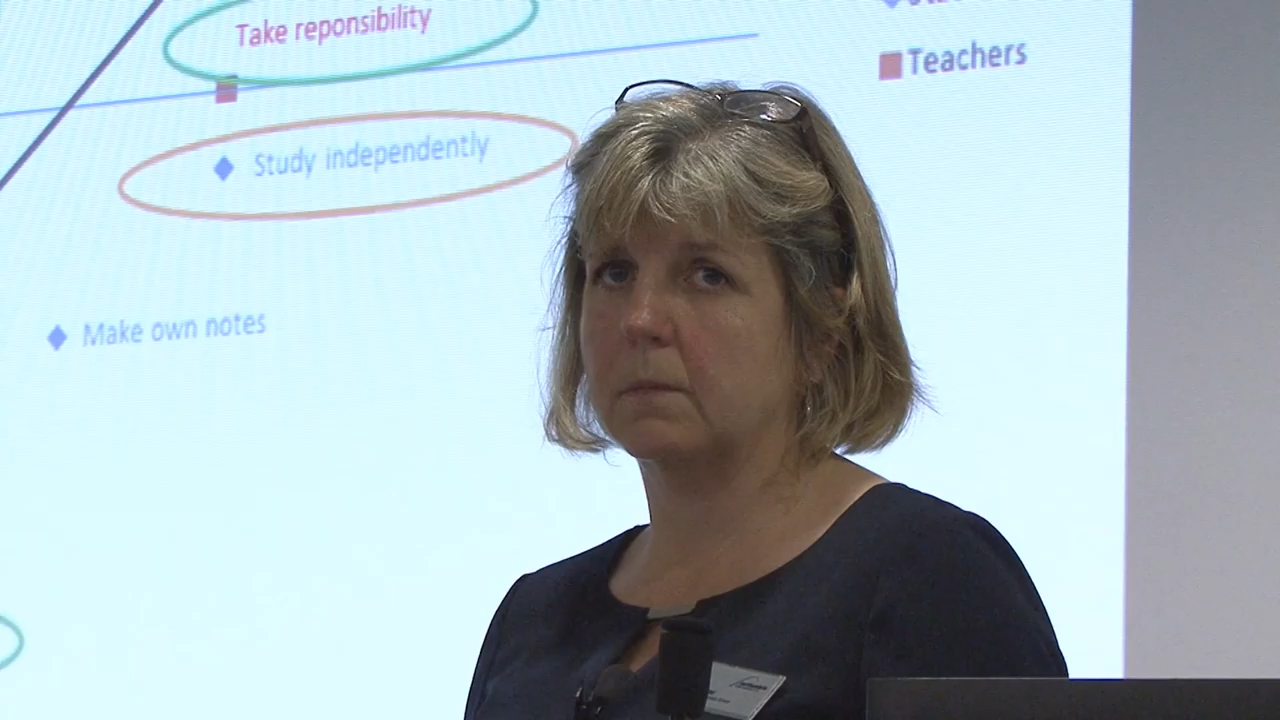 Take reponsibility
Teachers
Study independently
Make own notes